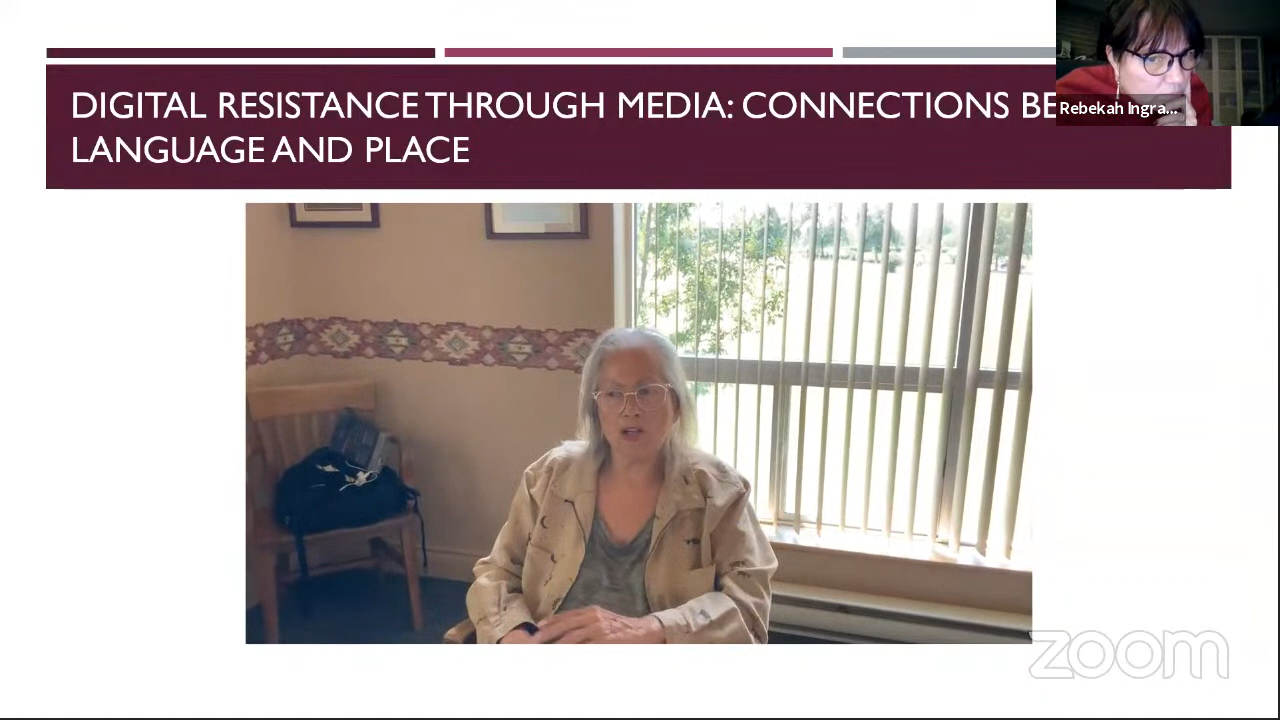 DIGITAL RESISTANCE THROUGH MEDIA: CONNECTIONS BE
LANGUAGE AND PLACE
Rebekah Ingra...
zoom